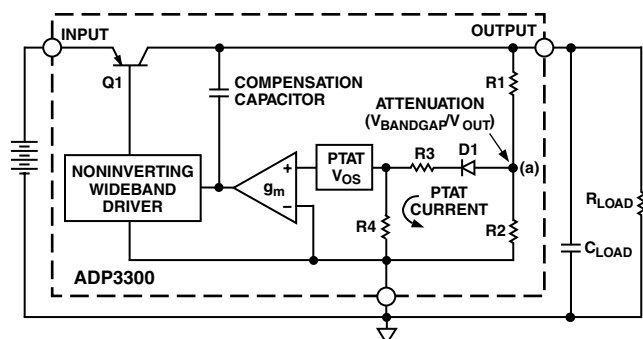 INPUT
OUTPUT
Q1
COMPENSATION
CAPACITOR
R1
ATTENUATION
(VBANDGAP/VOUT)
D1
R3
(a)
PTAT
VOS
NONINVERTING
WIDEBAND
DRIVER
gm
+
−
PTAT
CURRENT
R4
R2
RLOAD
CLOAD
ADP3300